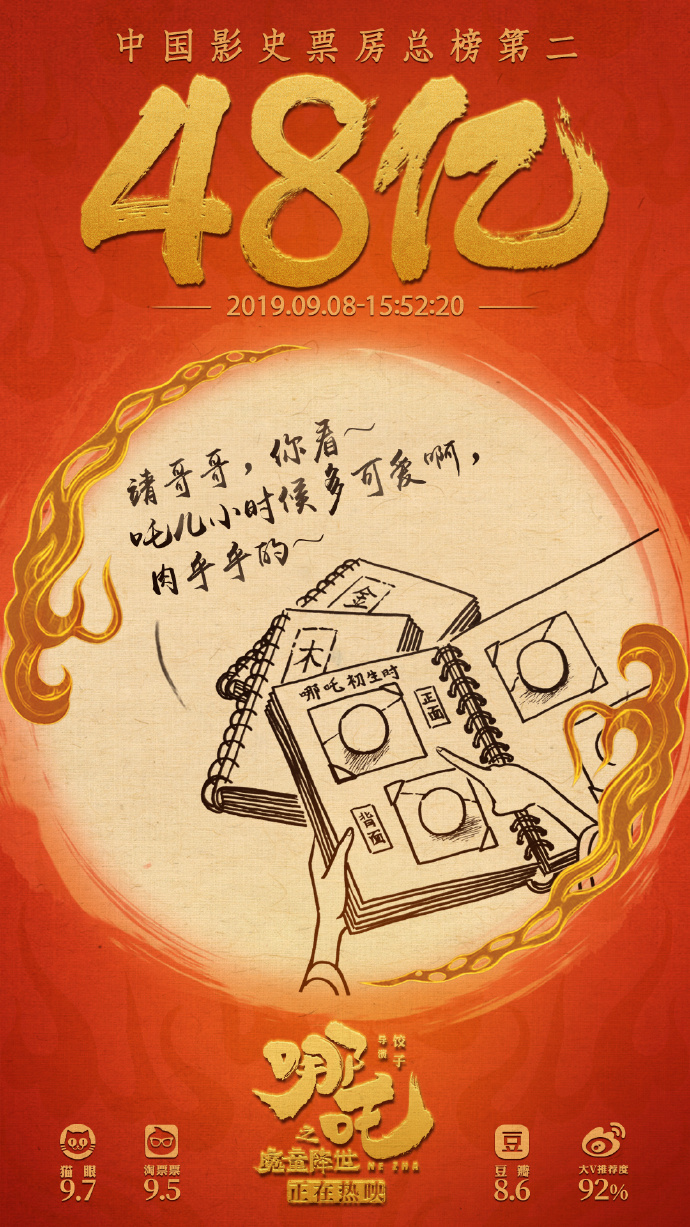 中国影史票房总榜第二
48亿
2019.09.08-15:52:20
诸哥哥，你看～
吒儿小时候多可爱啊，
肉乎乎的～
大
哪吒初生时
正面
背面
哪吒
之
魔童降世
NE ZHA
导演
饺子
正在热映
猫眼
9.7
淘票票
9.5
豆
豆瓣
8.6
大V推荐度
92%